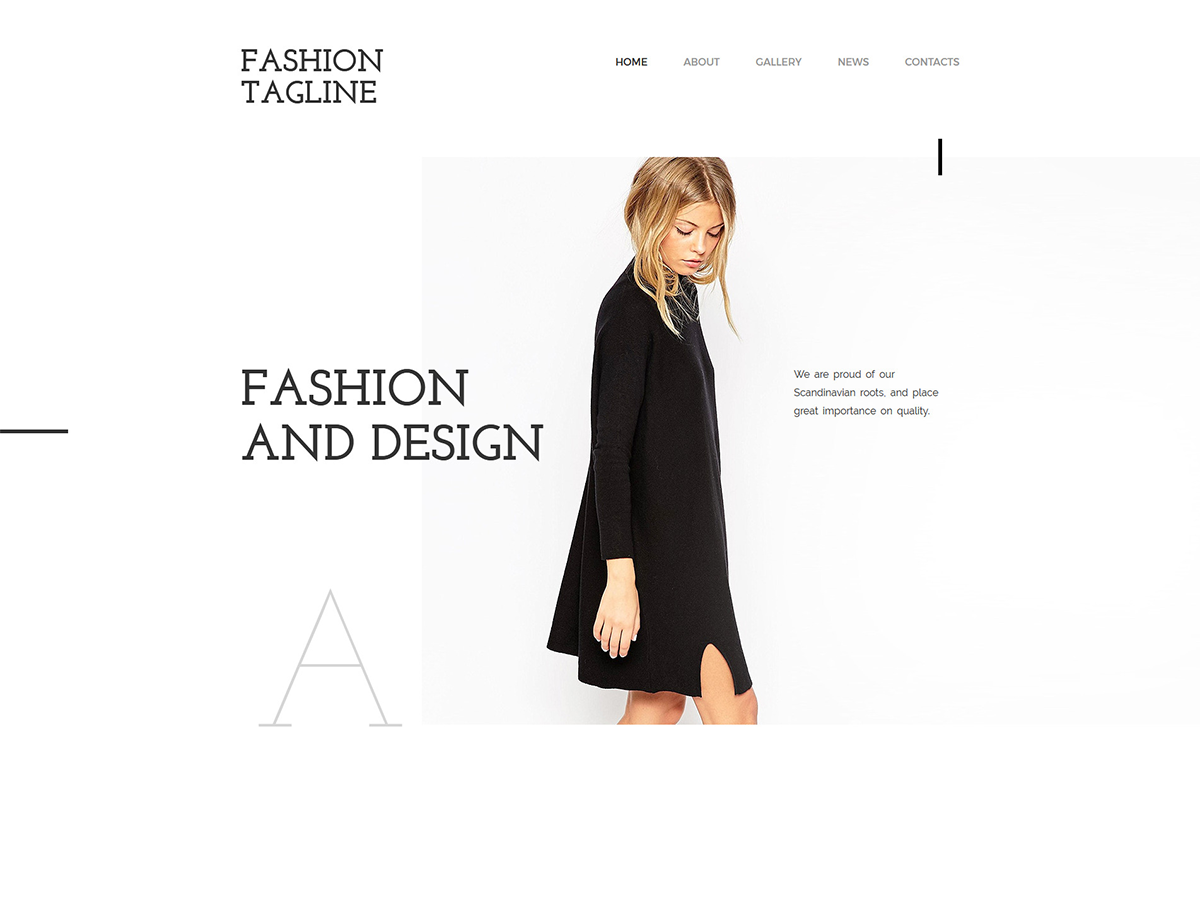 FASHION
TAGLINE
HOME ABOUT GALLERY NEWS CONTACTS
FASHION
AND DESIGN
We are proud of our
Scandinavian roots, and place
great importance on quality.
A